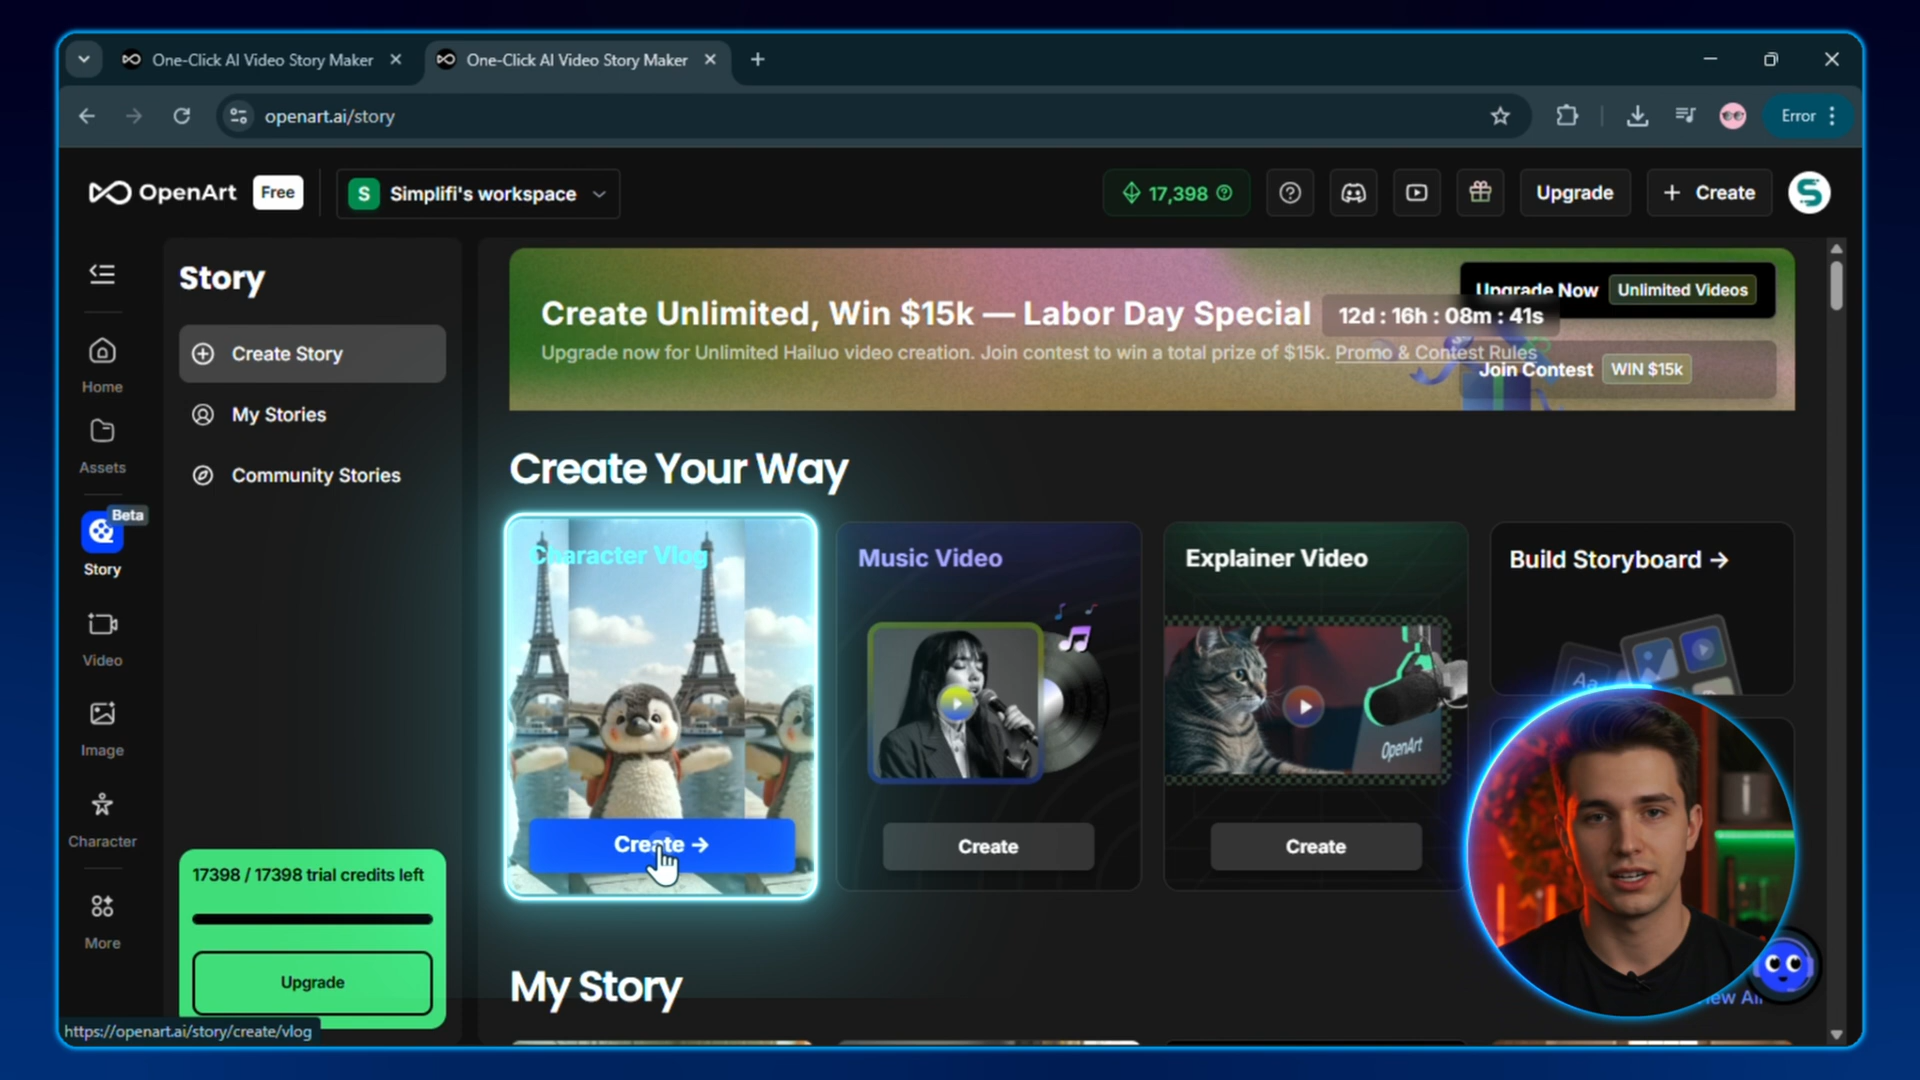 One-Click AI Video Story Maker
One-Click AI Video Story Maker
openart.ai/story
Error
OpenArt
Free
S
Simplifi's workspace
17,398
Upgrade
+ Create
Story
Create Story
My Stories
Community Stories
Home
Assets
Beta
Story
Video
Image
Character
More
17398 / 17398 trial credits left
Upgrade
https://openart.ai/story/create/vlog
Create Unlimited, Win $15k — Labor Day Special
12d : 16h : 08m : 41s
Upgrade now for Unlimited Hailuo video creation. Join contest to win a total prize of $15k. Promo & Contest Rules
Upgrade Now
Unlimited Videos
Join Contest
WIN $15k
Create Your Way
Character Vlog
Create →
Music Video
Create
Explainer Video
OpenArt
Create
Build Storyboard →
Aa
My Story
View All